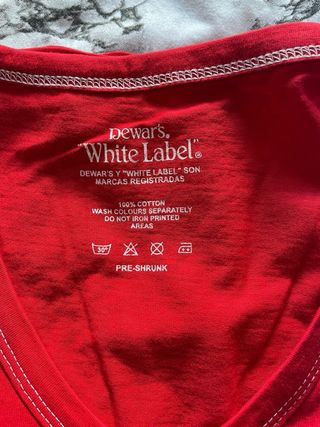 Dewar's®
"White Label"®
DEWAR'S Y "WHITE LABEL" SON
MARCAS REGISTRADAS
100% COTTON
WASH COLOURS SEPARATELY
DO NOT IRON PRINTED
AREAS
30°
PRE-SHRUNK